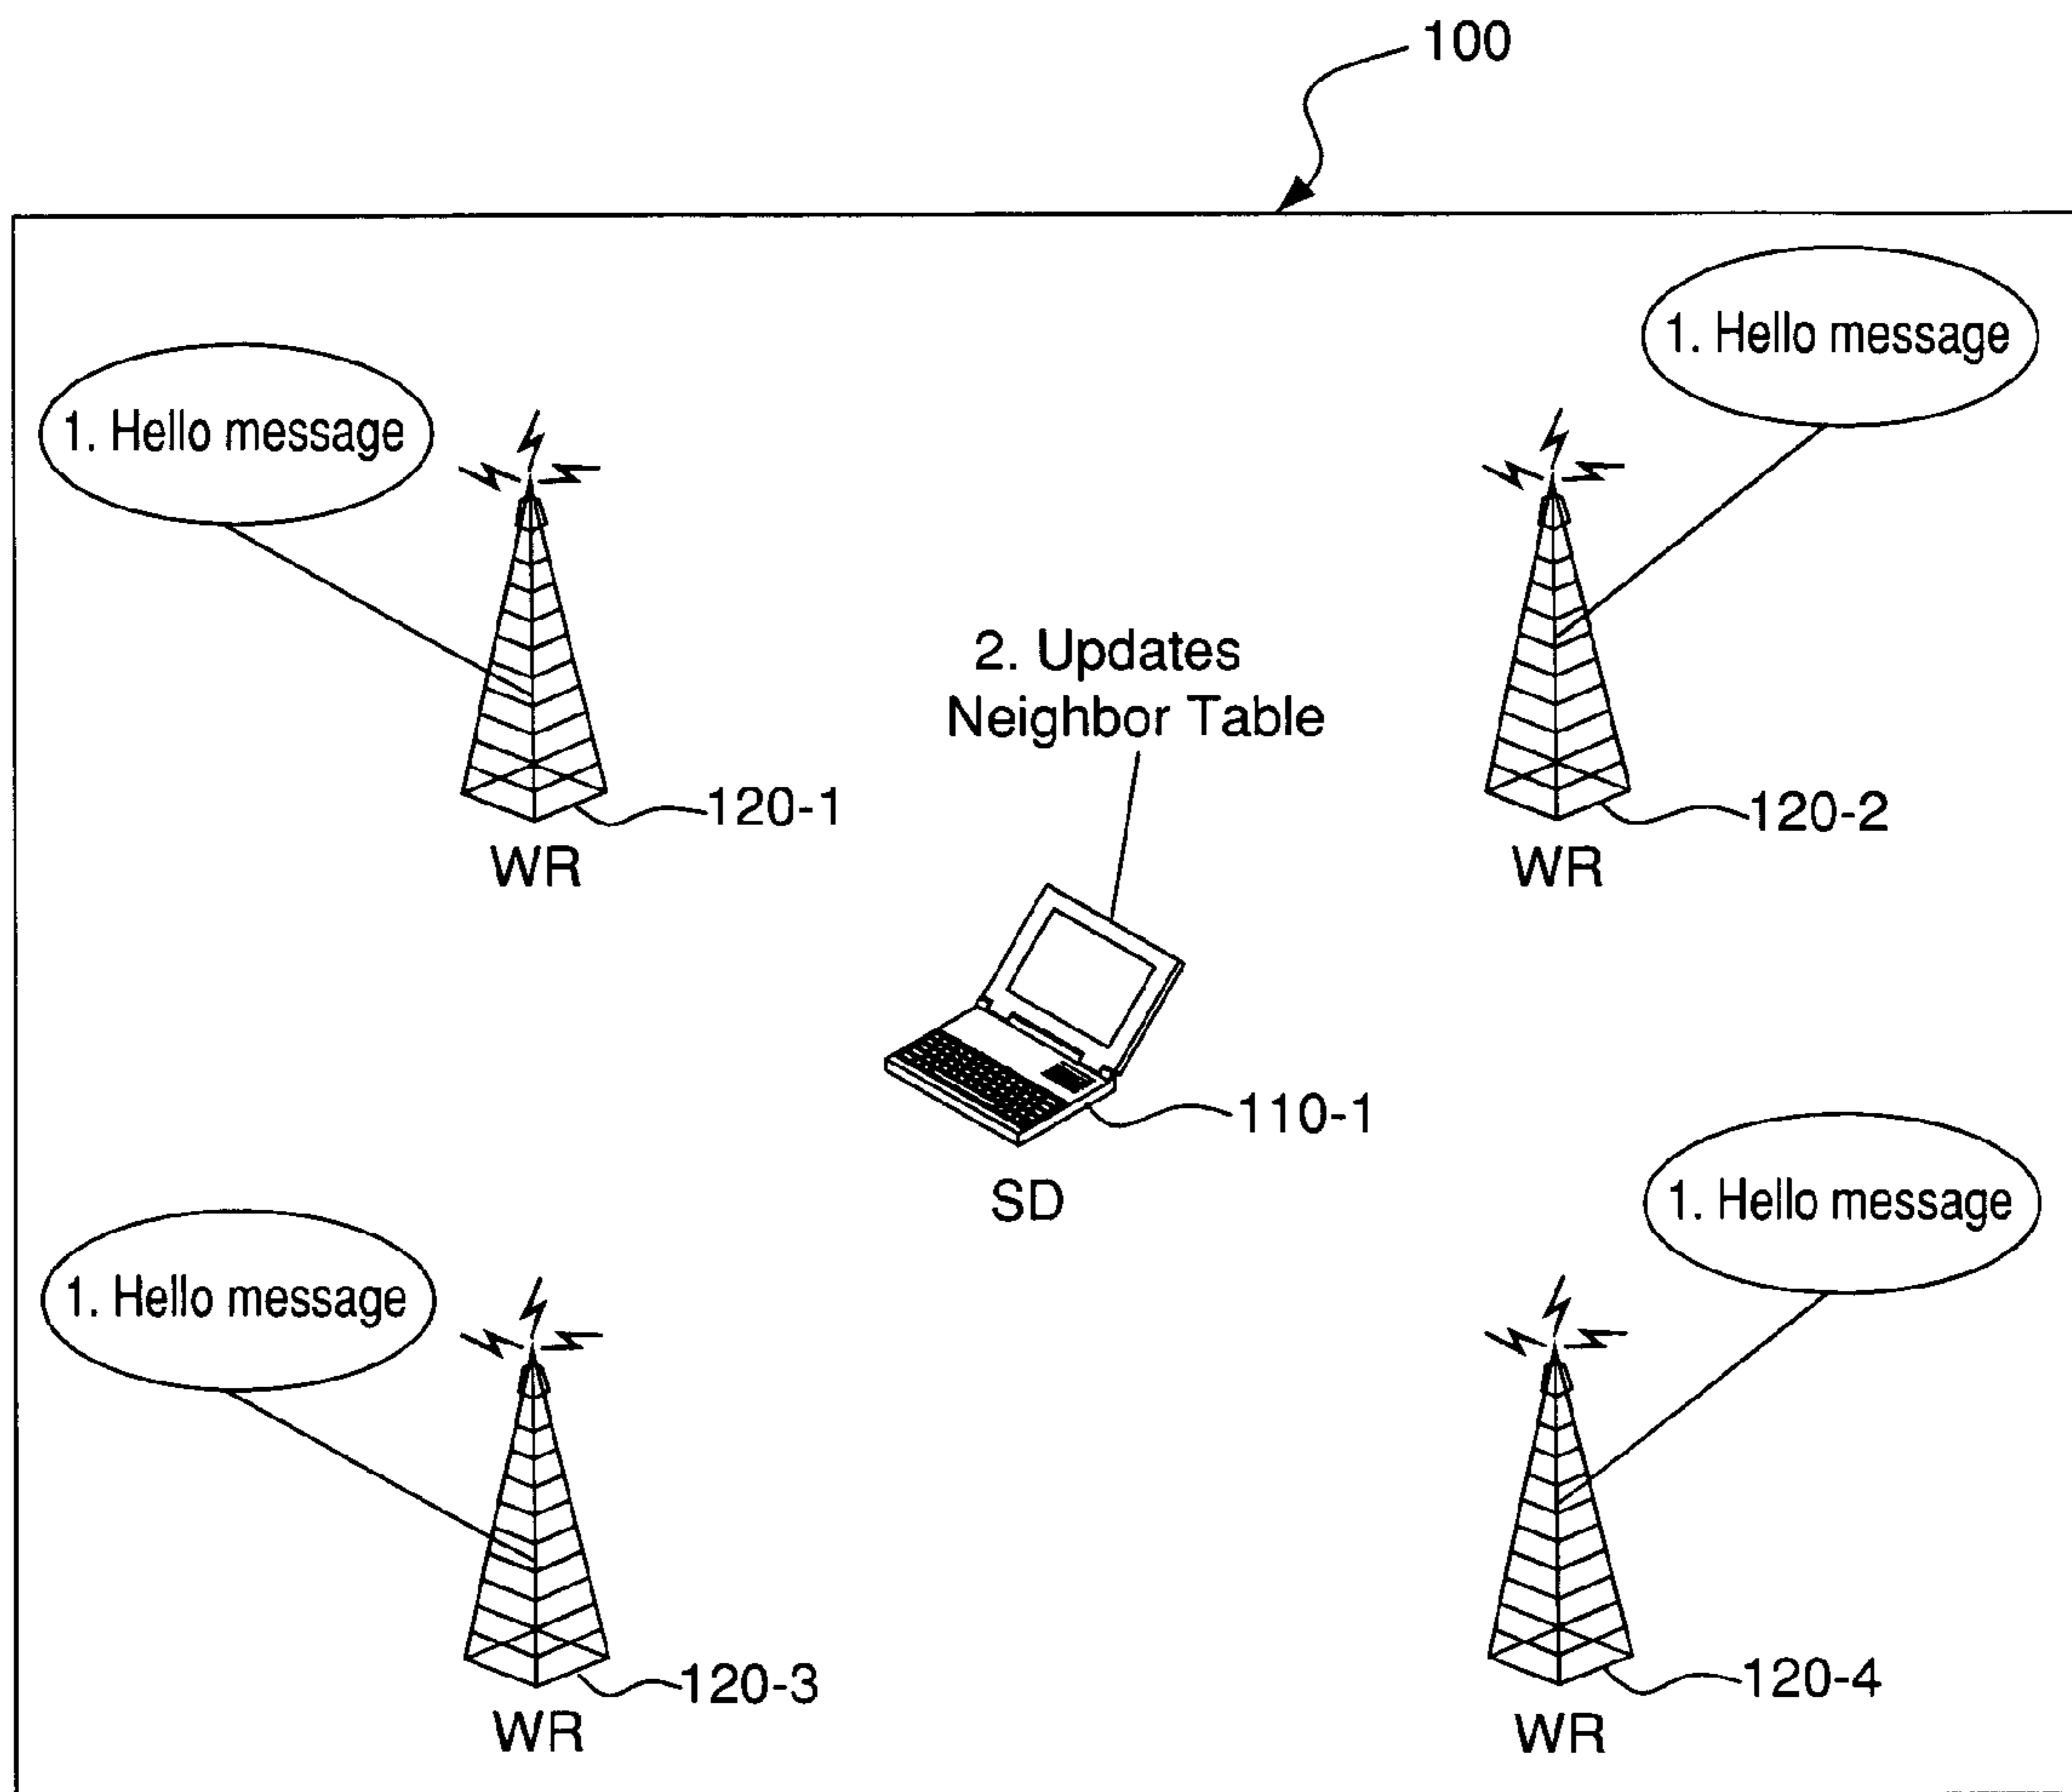 100
1. Hello message
1. Hello message
2. Updates
Neighbor Table
120-1
120-2
WR
WR
110-1
SD
1. Hello message
1. Hello message
120-3
120-4
WR
WR